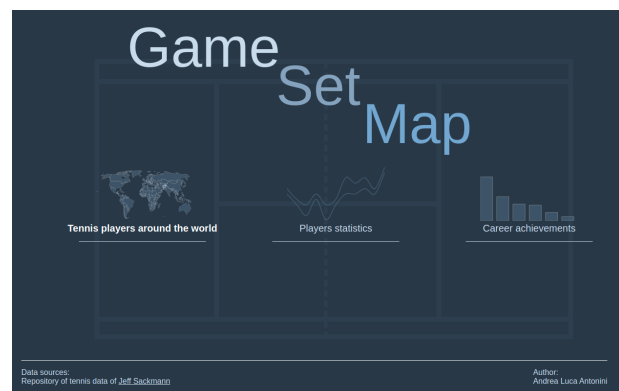 Game
Set
Map
Tennis players around the world
Players statistics
Career achievements
Data sources:
Repository of tennis data of Jeff Sackmann
Author:
Andrea Luca Antonini